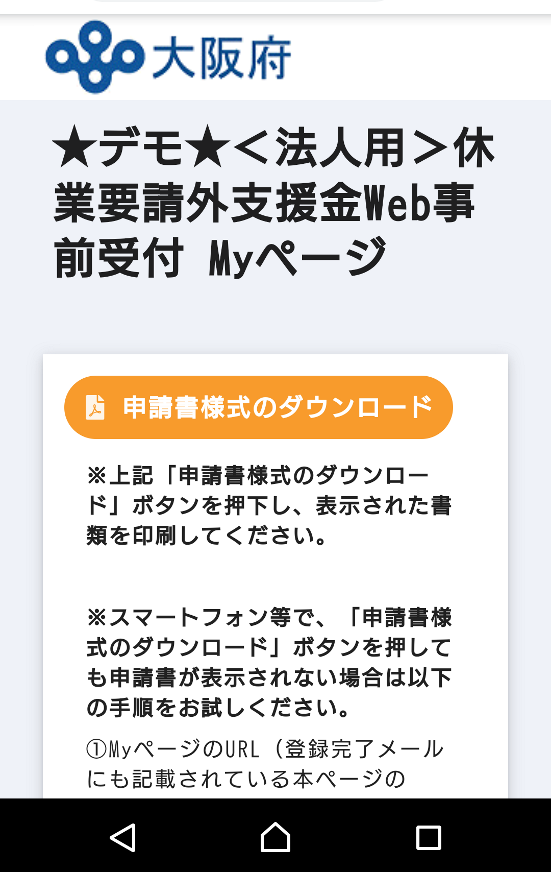 大阪府
★デモ★＜法人用＞休
業要請外支援金Web事
前受付 Myページ
申請書様式のダウンロード
※上記「申請書様式のダウンロー
ド」ボタンを押下し、表示された書
類を印刷してください。
※スマートフォン等で、「申請書様
式のダウンロード」ボタンを押して
も申請書が表示されない場合は以下
の手順をお試しください。
①MyページのURL（登録完了メール
にも記載されている本ページの